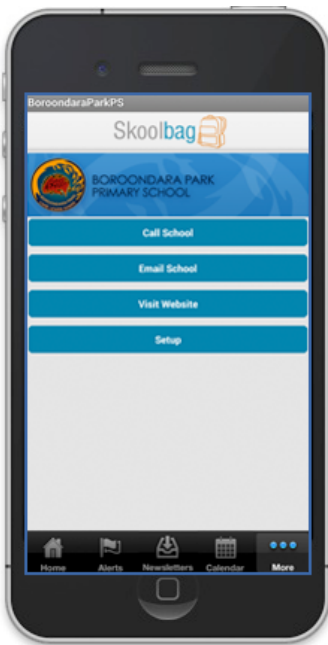 BoroondaraParkPS
Skoolbag
BOROONDARA PARK
PRIMARY SCHOOL
Call School
Email School
Visit Website
Setup
Home Alerts Newsletters Calendar More